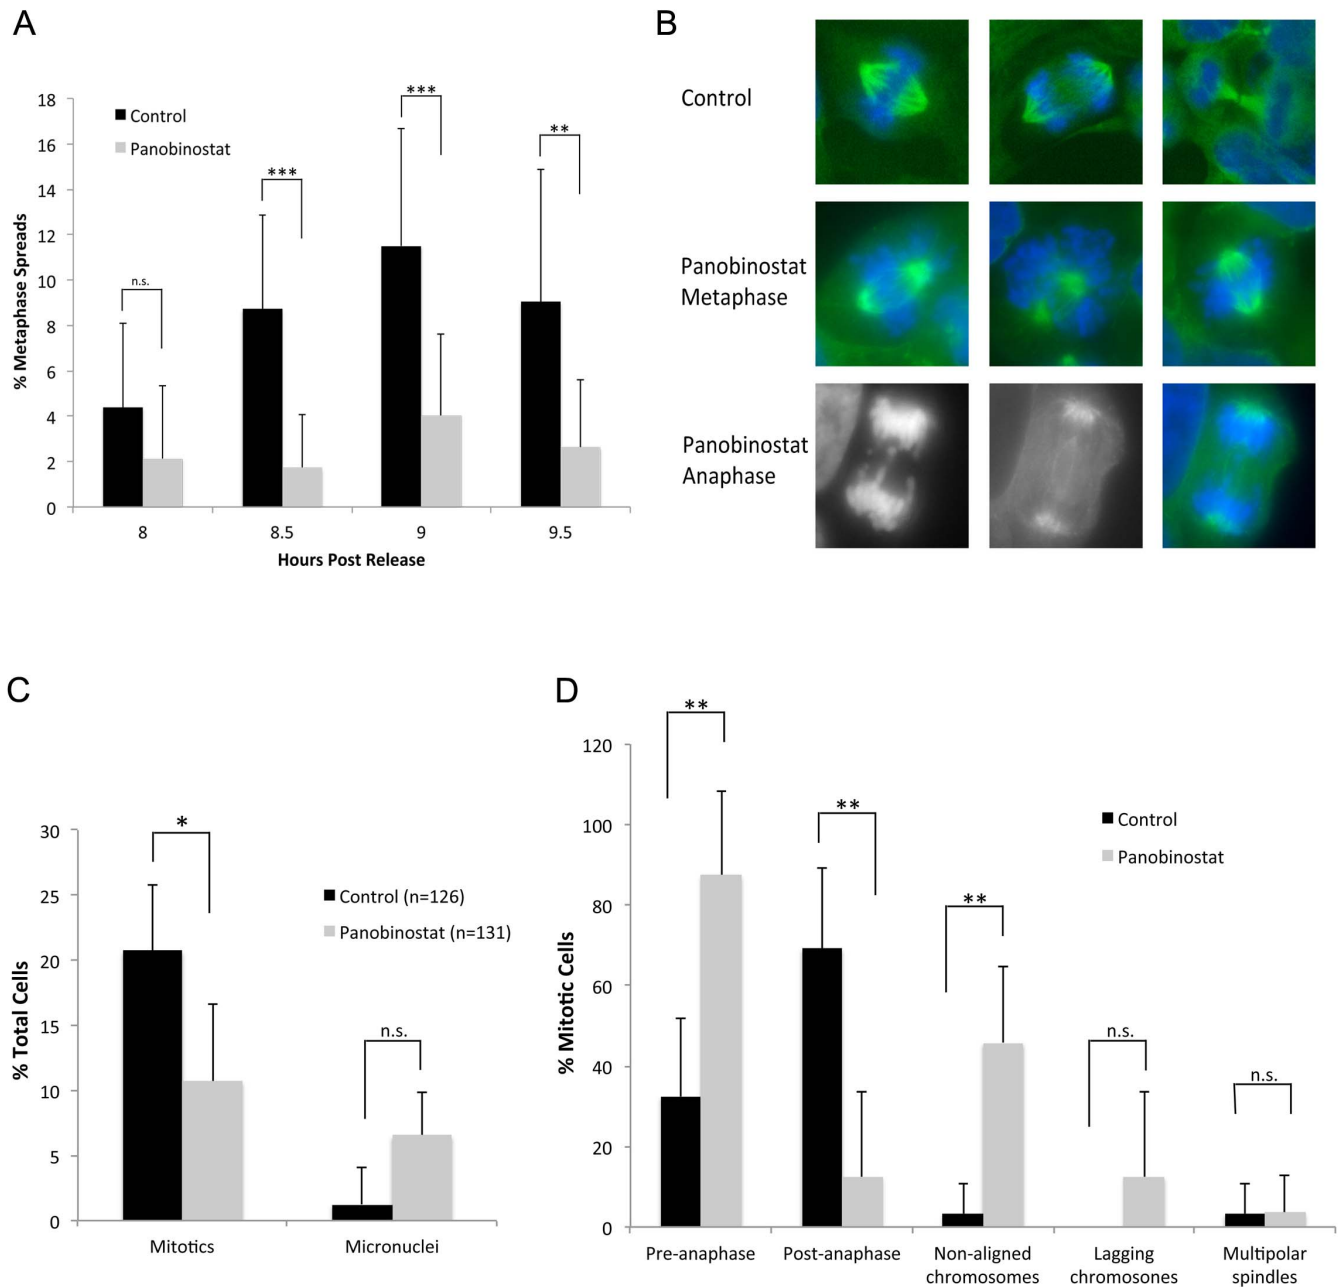 A
18
16
14
12
10
8
6
4
2
0
% Metaphase Spreads
Control
Panobinostat
n.s.
***
***
**
8
8.5
9
9.5
Hours Post Release
B
Control
Panobinostat
Metaphase
Panobinostat
Anaphase
C
30
25
20
15
10
5
0
% Total Cells
*
n.s.
Control (n=126)
Panobinostat (n=131)
Mitotics
Micronuclei
D
120
100
80
60
40
20
0
% Mitotic Cells
**
**
**
n.s.
n.s.
Control
Panobinostat
Pre-anaphase
Post-anaphase
Non-aligned
chromosomes
Lagging
chromosones
Multipolar
spindles